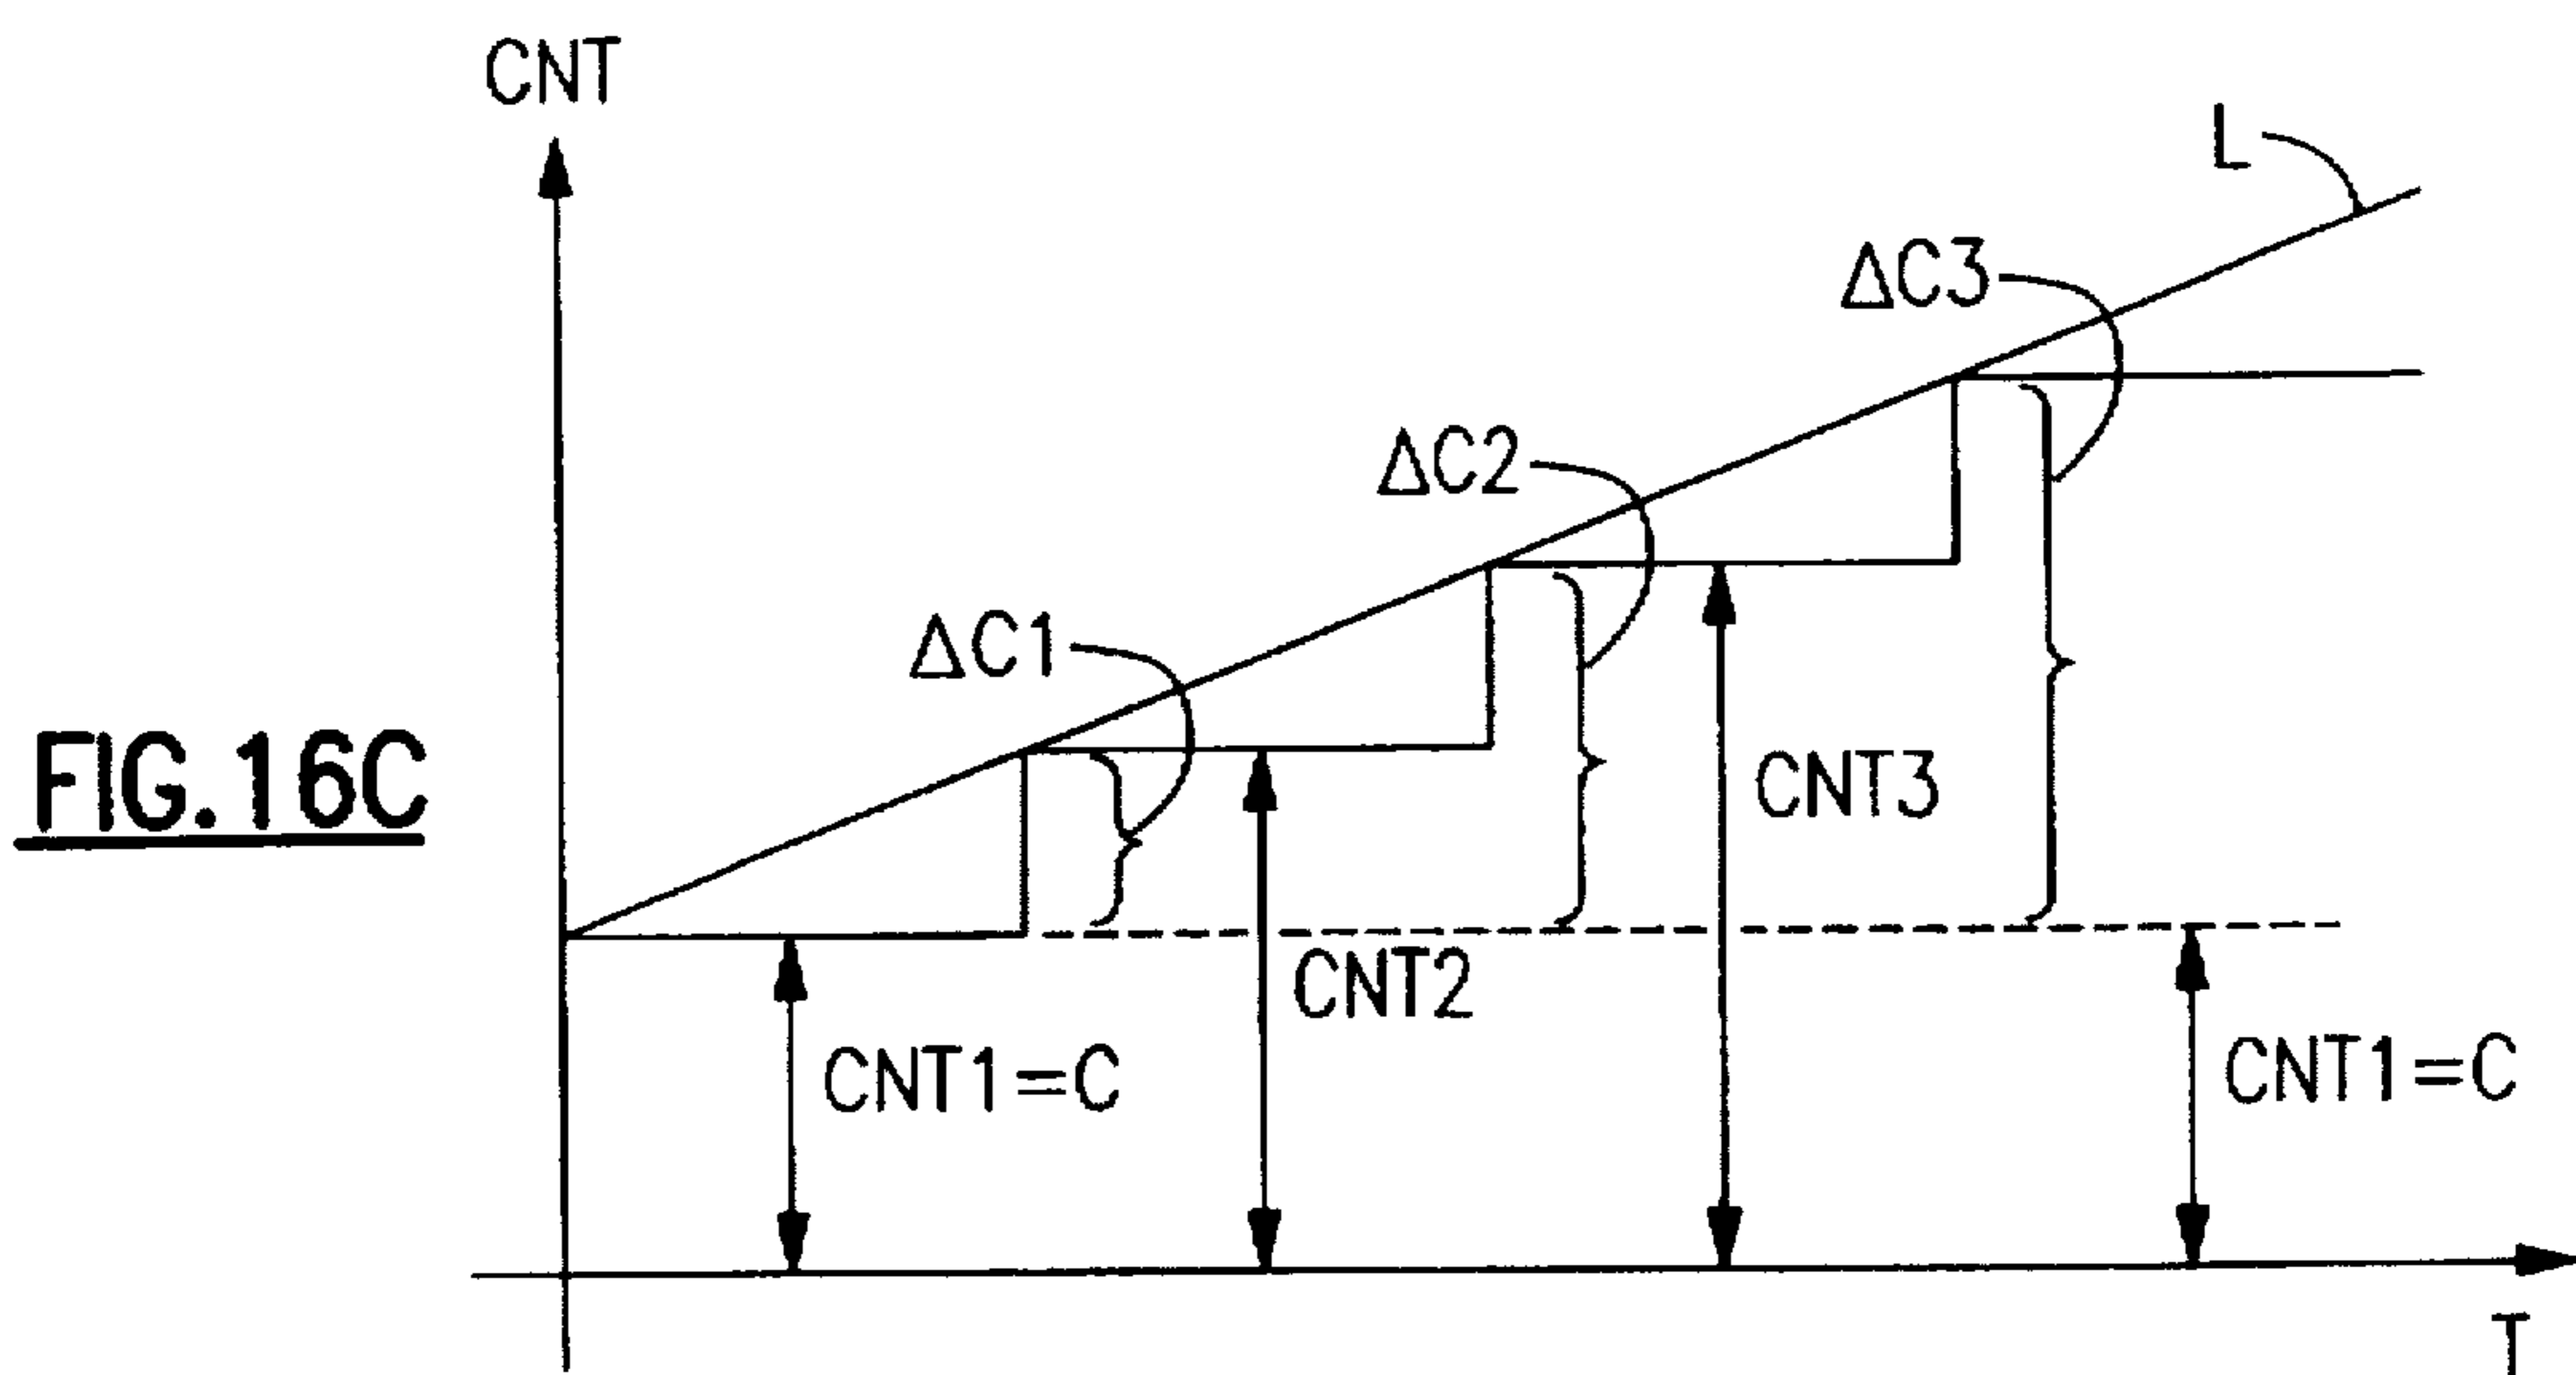 CNT
L
ΔC3
ΔC2
ΔC1
FIG.16C
CNT3
CNT2
CNT1=C
CNT1=C
T